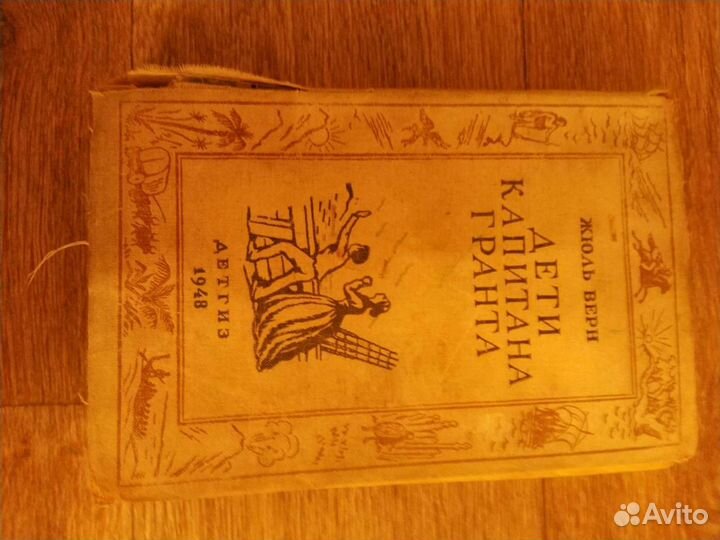 ЖЮЛЬ ВЕРН
ДЕТИ
КАПИТАНА
ГРАНТА
ДЕТГИЗ
1948
Avito